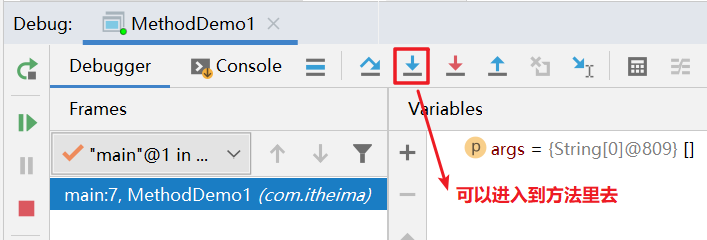 Debug: MethodDemo1
Debugger Console
Frames Variables
"main"@1 in ... p args = {String[0]@809} []
main:7, MethodDemo1 (com.itheima)
可以进入到方法里去